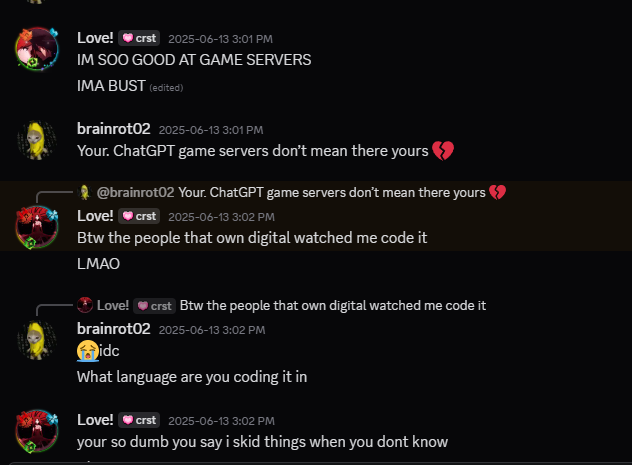 Love! crst 2025-06-13 3:01 PM
IM SOO GOOD AT GAME SERVERS
IMA BUST (edited)
brainrot02 2025-06-13 3:01 PM
Your. ChatGPT game servers don't mean there yours 💔
@brainrot02 Your. ChatGPT game servers don't mean there yours 💔
Love! crst 2025-06-13 3:02 PM
Btw the people that own digital watched me code it
LMAO
Love! crst Btw the people that own digital watched me code it
brainrot02 2025-06-13 3:02 PM
😭idc
What language are you coding it in
Love! crst 2025-06-13 3:02 PM
your so dumb you say i skid things when you dont know